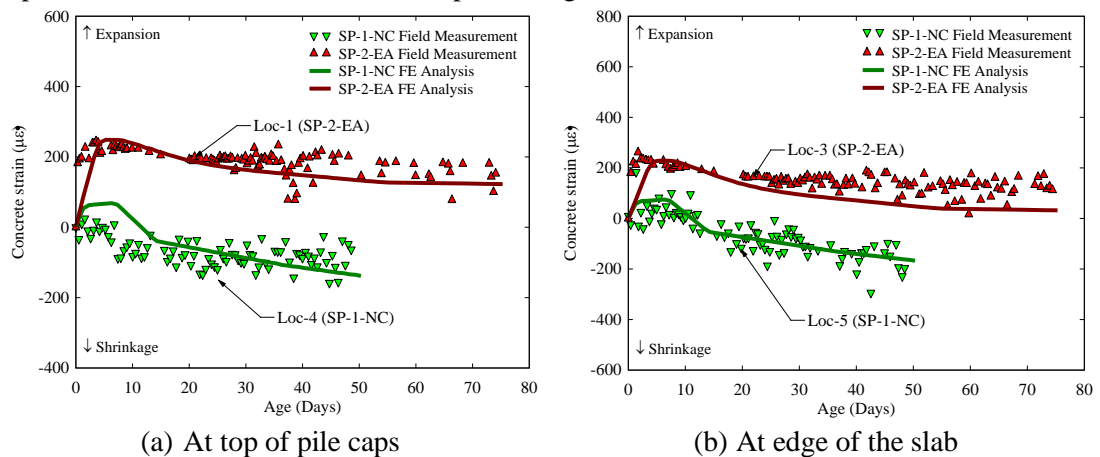 600
400
200
0
-200
-400
0 10 20 30 40 50 60 70 80
Concrete strain (με)
Age (Days)
↑ Expansion
↓ Shrinkage
SP-1-NC Field Measurement
SP-2-EA Field Measurement
SP-1-NC FE Analysis
SP-2-EA FE Analysis
Loc-1 (SP-2-EA)
Loc-4 (SP-1-NC)
(a) At top of pile caps
800
600
400
200
0
-200
-400
-600
0 10 20 30 40 50 60 70 80
Concrete strain (με)
Age (Days)
↑ Expansion
↓ Shrinkage
SP-1-NC Field Measurement
SP-2-EA Field Measurement
SP-1-NC FE Analysis
SP-2-EA FE Analysis
Loc-3 (SP-2-EA)
Loc-5 (SP-1-NC)
(b) At edge of the slab